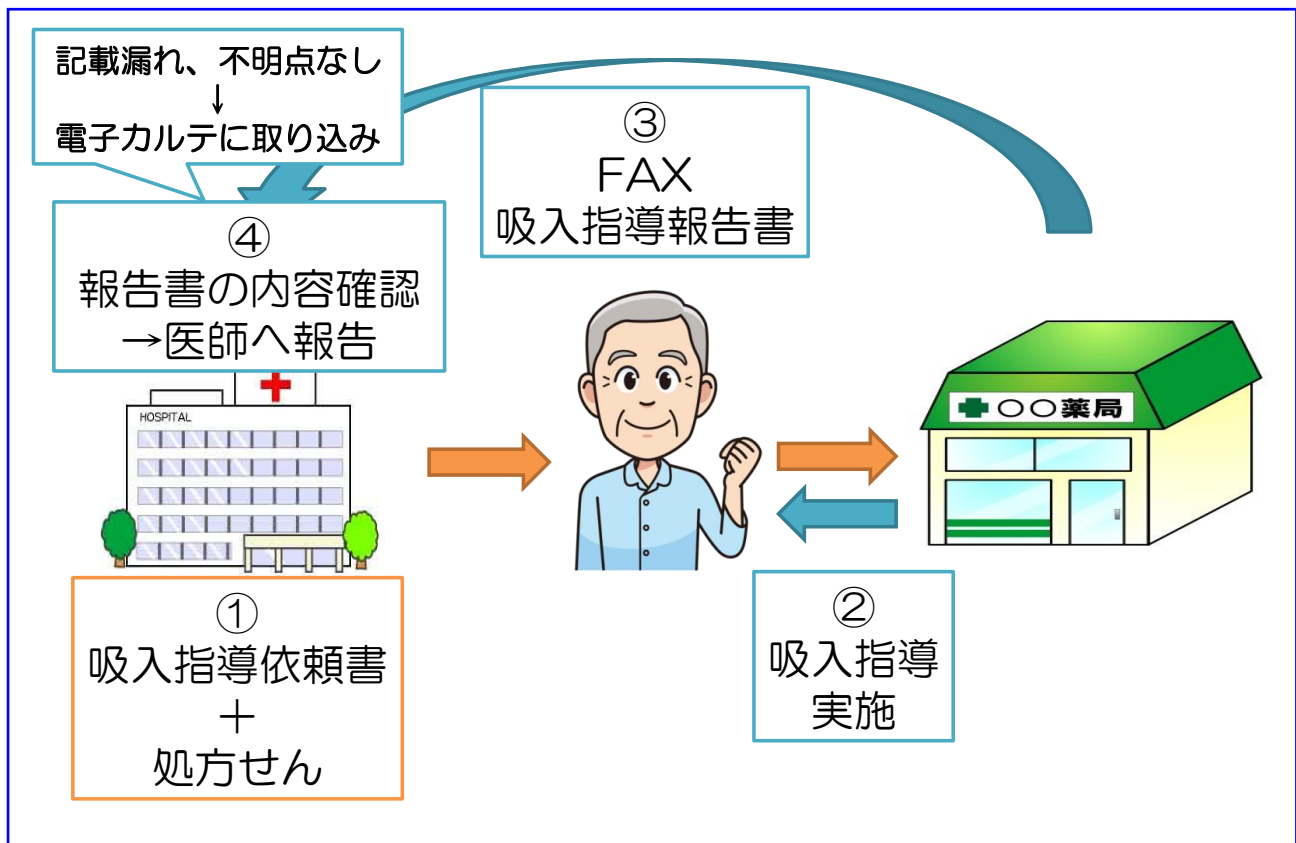 記載漏れ、不明点なし
↓
電子カルテに取り込み
③
FAX
吸入指導報告書
④
報告書の内容確認
→医師へ報告
HOSPITAL
○○薬局
①
吸入指導依頼書
＋
処方せん
②
吸入指導
実施